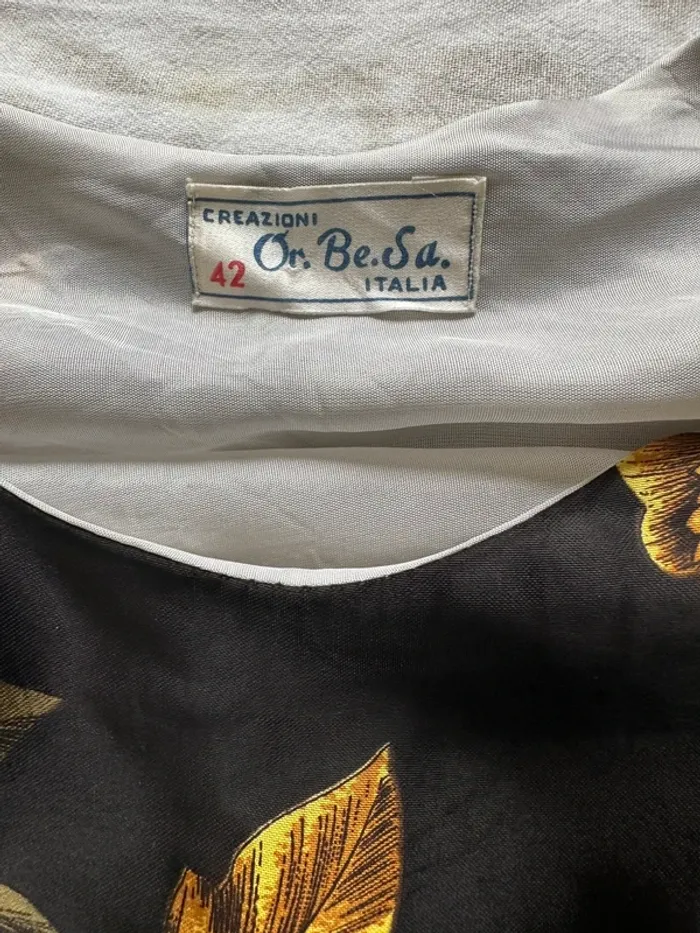 CREAZIONI
Or. Be.Sa.
42
ITALIA